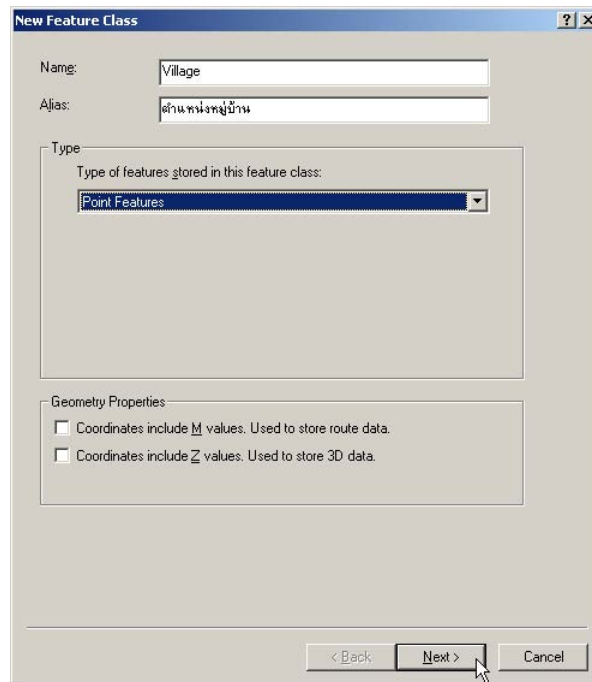 New Feature Class
Name:
Village
Alias:
ตำแหน่งหมู่บ้าน
Type
Type of features stored in this feature class:
Point Features
Geometry Properties
Coordinates include M values. Used to store route data.
Coordinates include Z values. Used to store 3D data.
< Back
Next >
Cancel